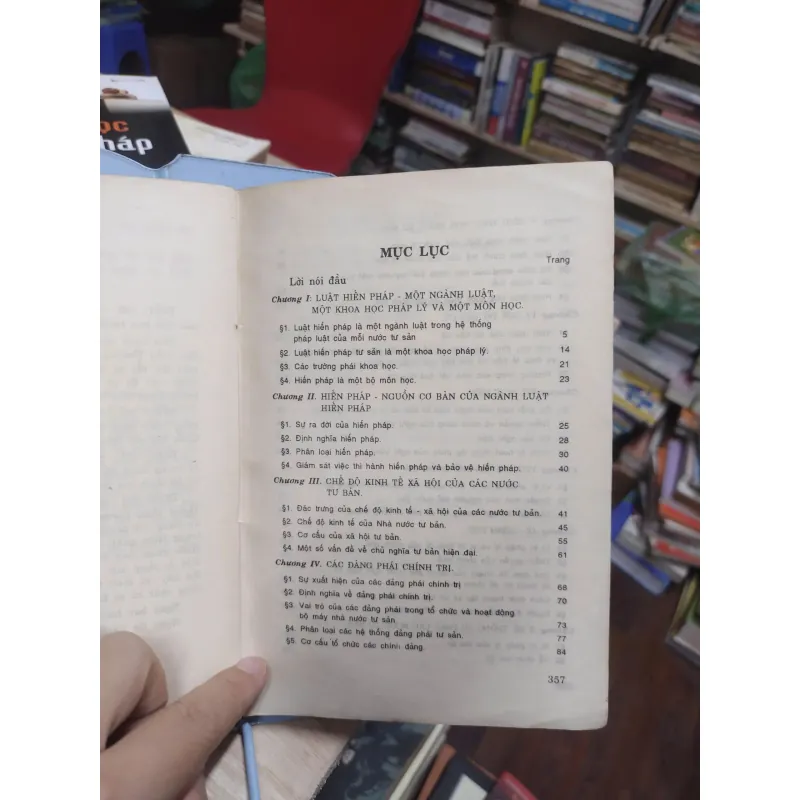 ọc
háp
MỤC LỤC
Trang
Lời nói đầu
Chương I: LUẬT HIẾN PHÁP - MỘT NGÀNH LUẬT,
MỘT KHOA HỌC PHÁP LÝ VÀ MỘT MÔN HỌC.
§1. Luật hiến pháp là một ngành luật trong hệ thống
pháp luật của mỗi nước tư sản 5
§2. Luật hiến pháp tư sản là một khoa học pháp lý. 14
§3. Các trường phái khoa học. 21
§4. Hiến pháp là một bộ môn học. 23
Chương II. HIẾN PHÁP - NGUỒN CƠ BẢN CỦA NGÀNH LUẬT
HIẾN PHÁP
§1. Sự ra đời của hiến pháp. 25
§2. Định nghĩa hiến pháp. 28
§3. Phân loại hiến pháp. 30
§4. Giám sát việc thi hành hiến pháp và bảo vệ hiến pháp. 40
Chương III. CHẾ ĐỘ KINH TẾ XÃ HỘI CỦA CÁC NƯỚC
TƯ BẢN.
§1. Đặc trưng của chế độ kinh tế - xã hội của các nước tư bản. 41
§2. Chế độ kinh tế của Nhà nước tư bản. 45
§3. Cơ cấu của xã hội tư bản. 55
§4. Một số vấn đề về chủ nghĩa tư bản hiện đại. 61
Chương IV. CÁC ĐẢNG PHÁI CHÍNH TRỊ.
§1. Sự xuất hiện của các đảng phái chính trị 68
§2. Định nghĩa về đảng phái chính trị. 70
§3. Vai trò của các đảng phái trong tổ chức và hoạt động
bộ máy nhà nước tư sản. 73
§4. Phân loại các hệ thống đảng phái tư sản. 77
§5. Cơ cấu tổ chức các chính đảng. 84
357